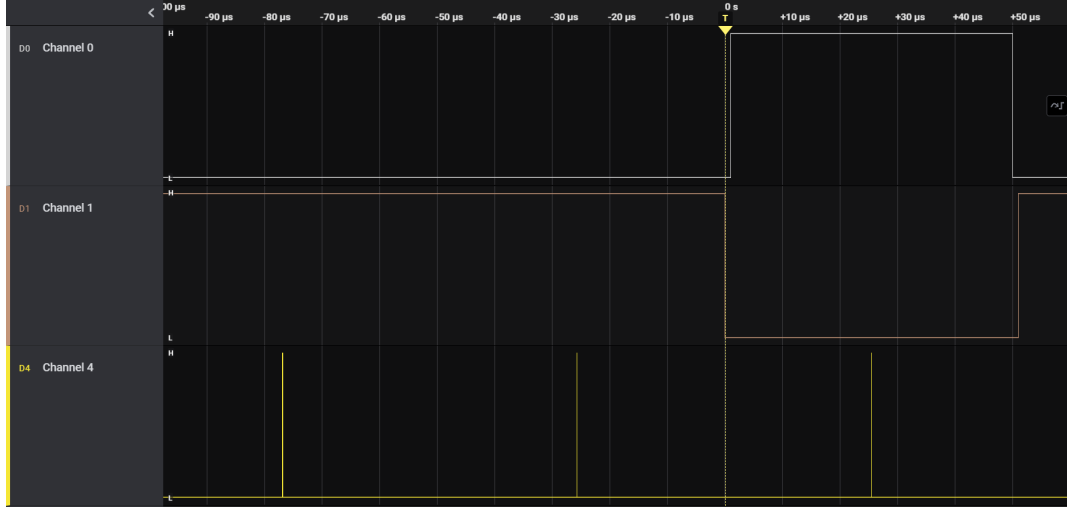 00 µs
0 s
-90 µs -80 µs -70 µs -60 µs -50 µs -40 µs -30 µs -20 µs -10 µs T +10 µs +20 µs +30 µs +40 µs +50 µs
H
D0 Channel 0
L
H
D1 Channel 1
L
H
D4 Channel 4
L